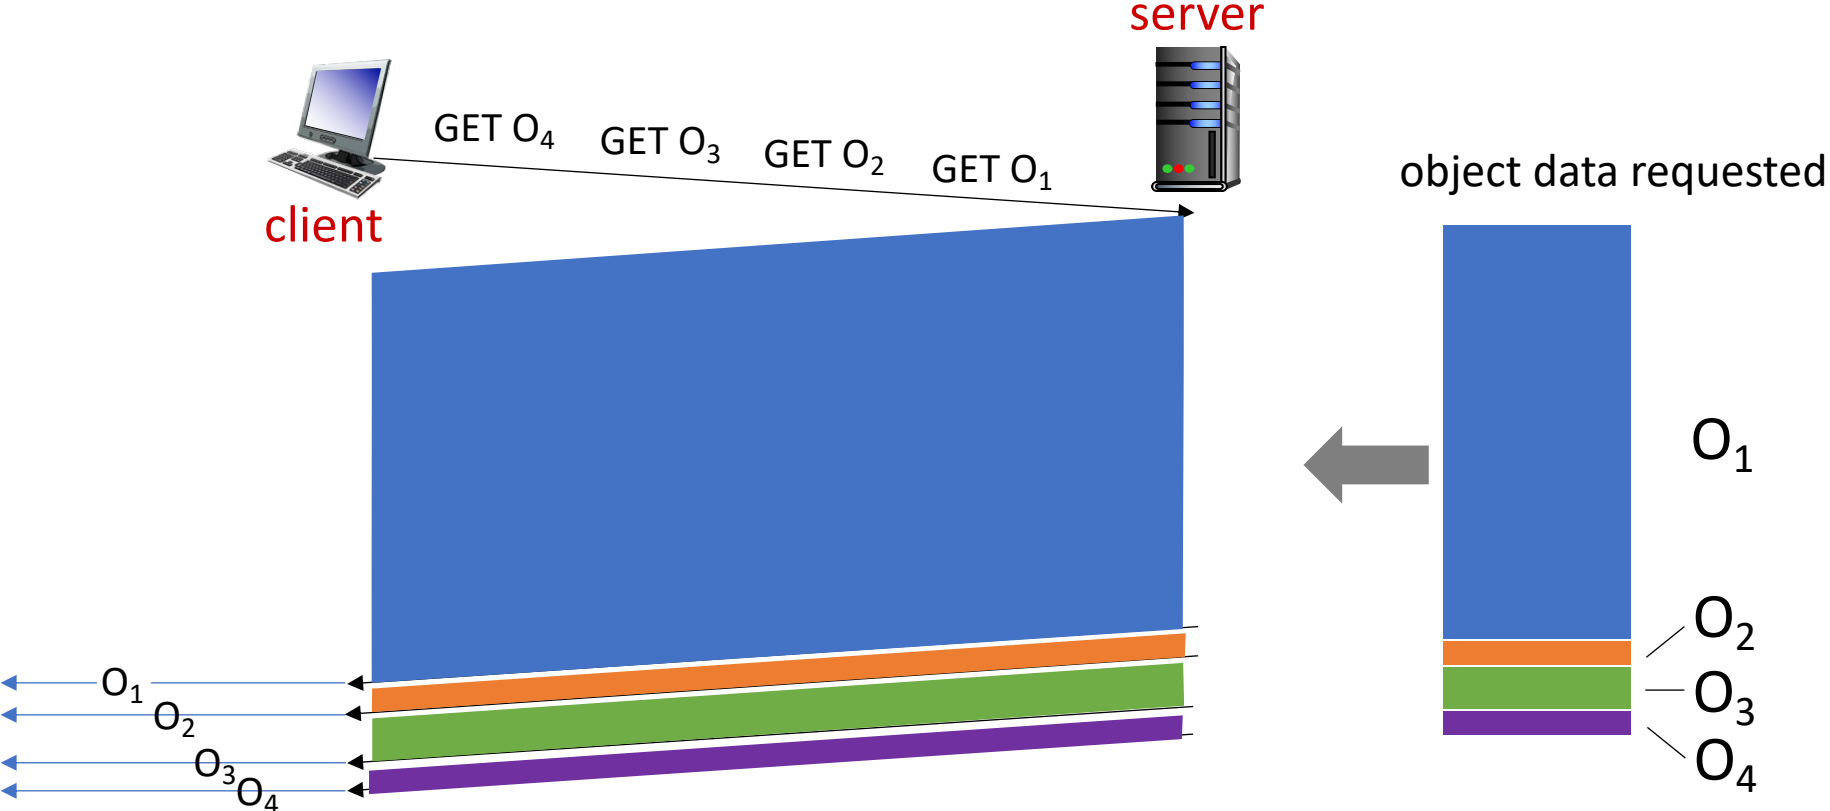 server
GET O₄
GET O₃
GET O₂
GET O₁
object data requested
client
O₁
O₂
O₁
O₂
O₃
O₃
O₄
O₄